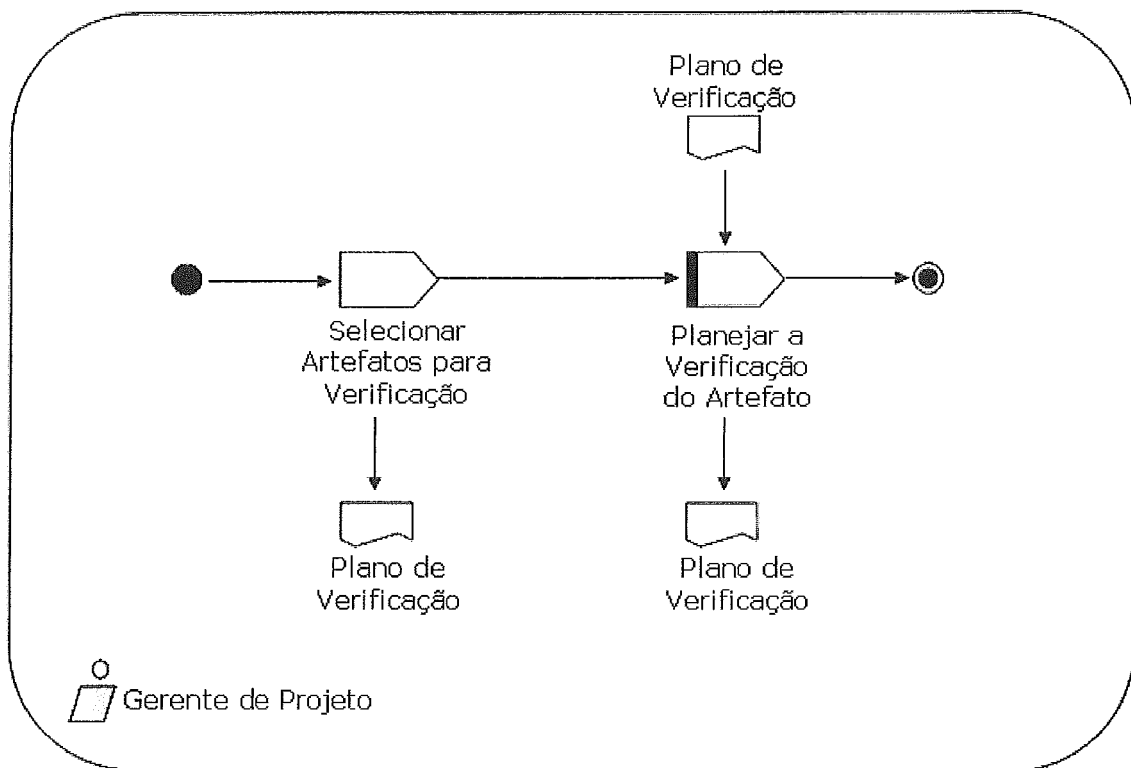 Plano de
Verificação
Selecionar
Artefatos para
Verificação
Planejar a
Verificação
do Artefato
Plano de
Verificação
Plano de
Verificação
Gerente de Projeto